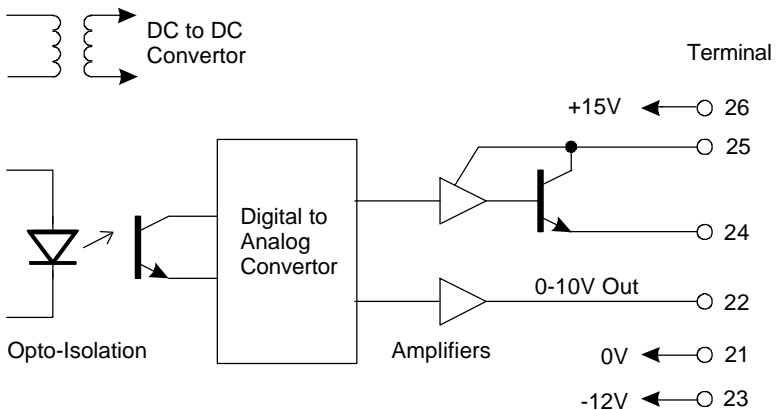 DC to DC
Convertor
Terminal
+15V
26
25
Digital to
Analog
Convertor
24
0-10V Out
22
Opto-Isolation
Amplifiers
0V
21
-12V
23